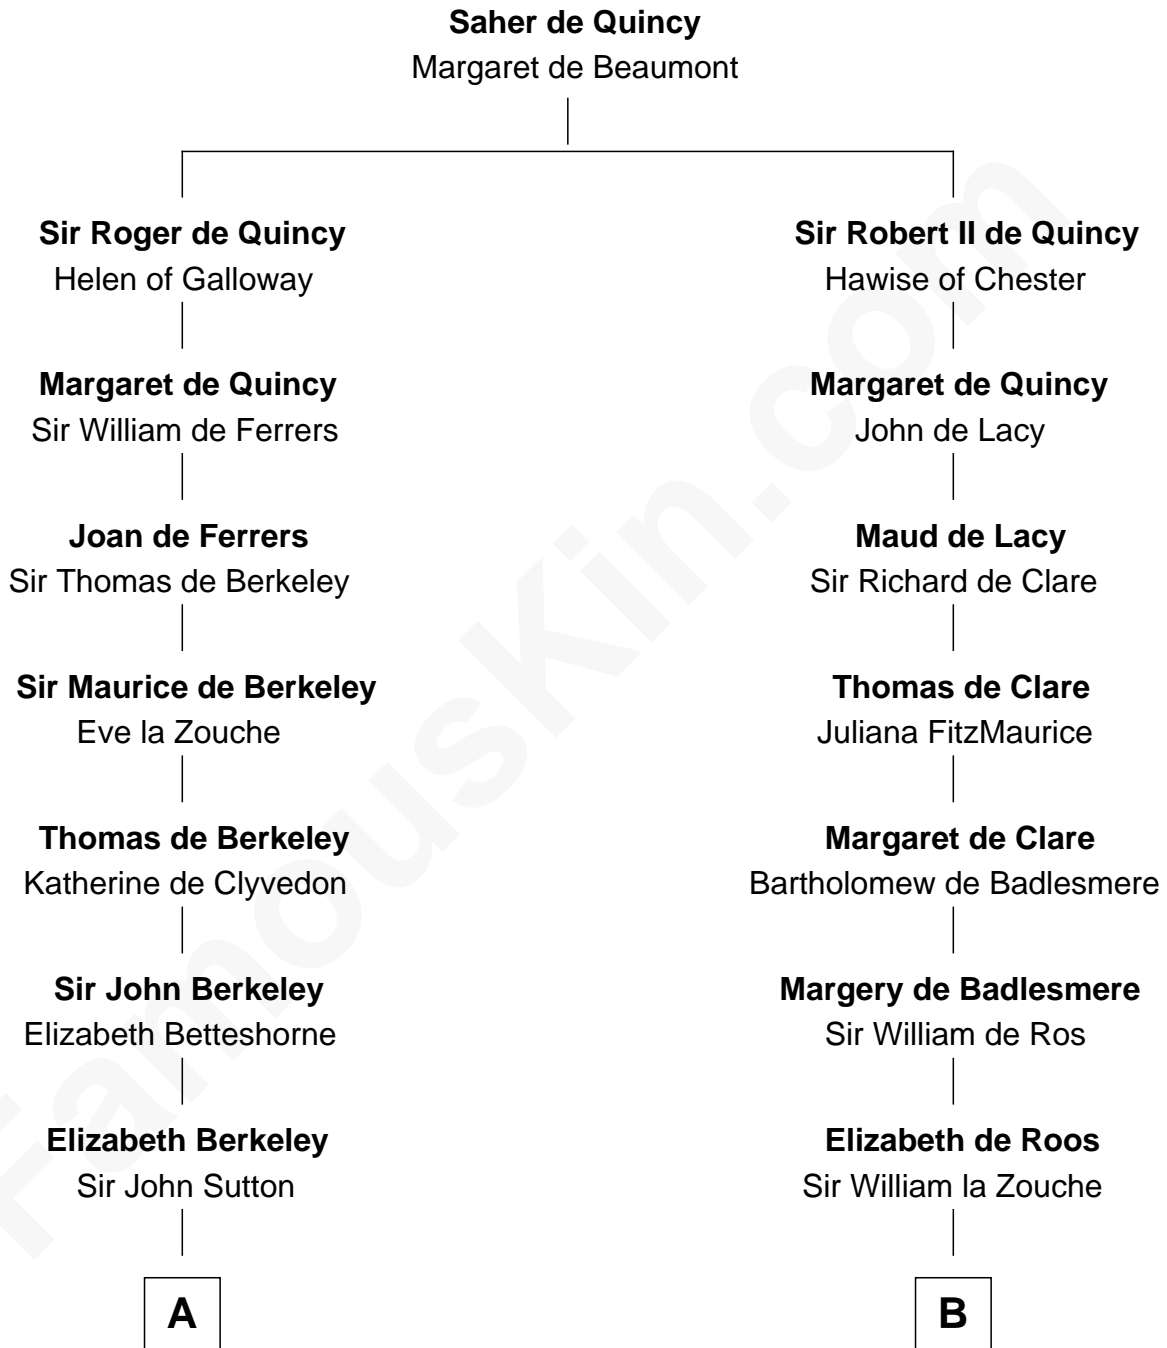 Saher de Quincy
Margaret de Beaumont
Sir Roger de Quincy
Helen of Galloway
Sir Robert II de Quincy
Hawise of Chester
Margaret de Quincy
Sir William de Ferrers
Margaret de Quincy
John de Lacy
Joan de Ferrers
Sir Thomas de Berkeley
Maud de Lacy
Sir Richard de Clare
Sir Maurice de Berkeley
Eve la Zouche
Thomas de Clare
Juliana FitzMaurice
Thomas de Berkeley
Katherine de Clyvedon
Margaret de Clare
Bartholomew de Badlesmere
Sir John Berkeley
Elizabeth Betteshorne
Margery de Badlesmere
Sir William de Ros
Elizabeth Berkeley
Sir John Sutton
Elizabeth de Roos
Sir William la Zouche
A
B
FamousKin.com